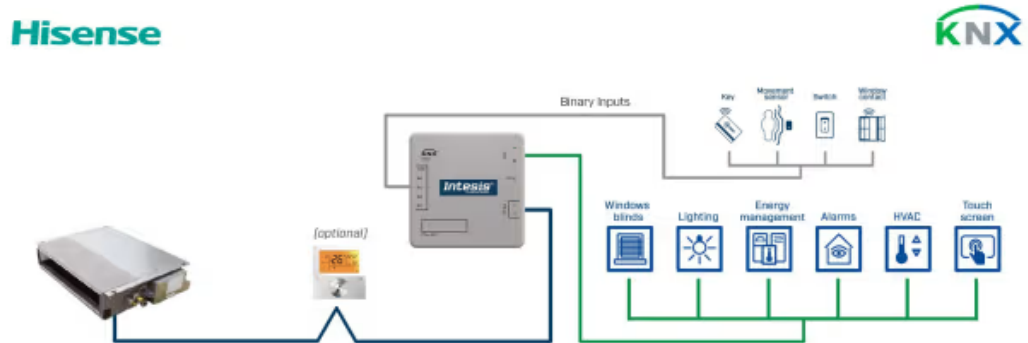 Hisense
KNX
Binary Inputs
Key
Movement
sensor
Switch
Window
contact
KNX
Intesis
[optional]
Windows
blinds
Lighting
Energy
management
Alarms
HVAC
Touch
screen